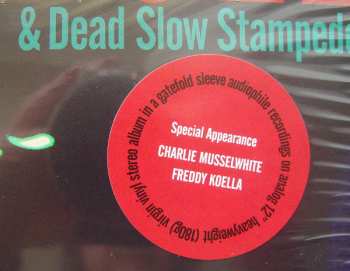 & Dead Slow Stampede
virgin vinyl stereo album in a gatefold sleeve audiophile recordings on analog 12" heavyweight (180g)
Special Appearance
CHARLIE MUSSELWHITE
FREDDY KOELLA